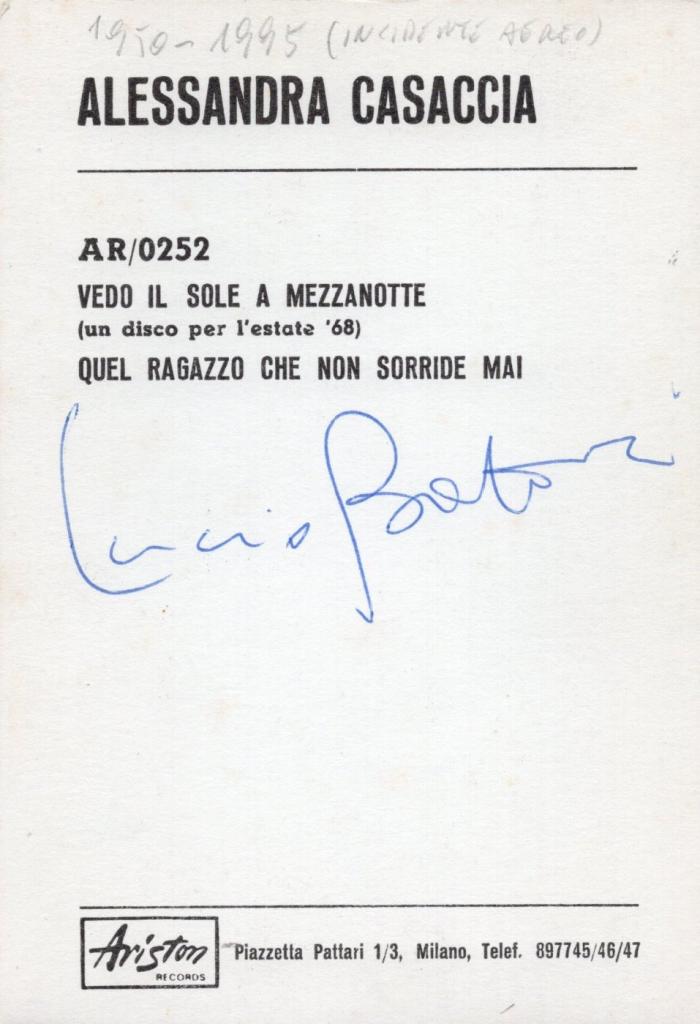 1950-1995 (INCIDENTE AEREO)
ALESSANDRA CASACCIA
AR/0252
VEDO IL SOLE A MEZZANOTTE
(un disco per l'estate '68)
QUEL RAGAZZO CHE NON SORRIDE MAI
Lucio
Ariston
RECORDS
Piazzetta Pattari 1/3, Milano, Telef. 897745/46/47